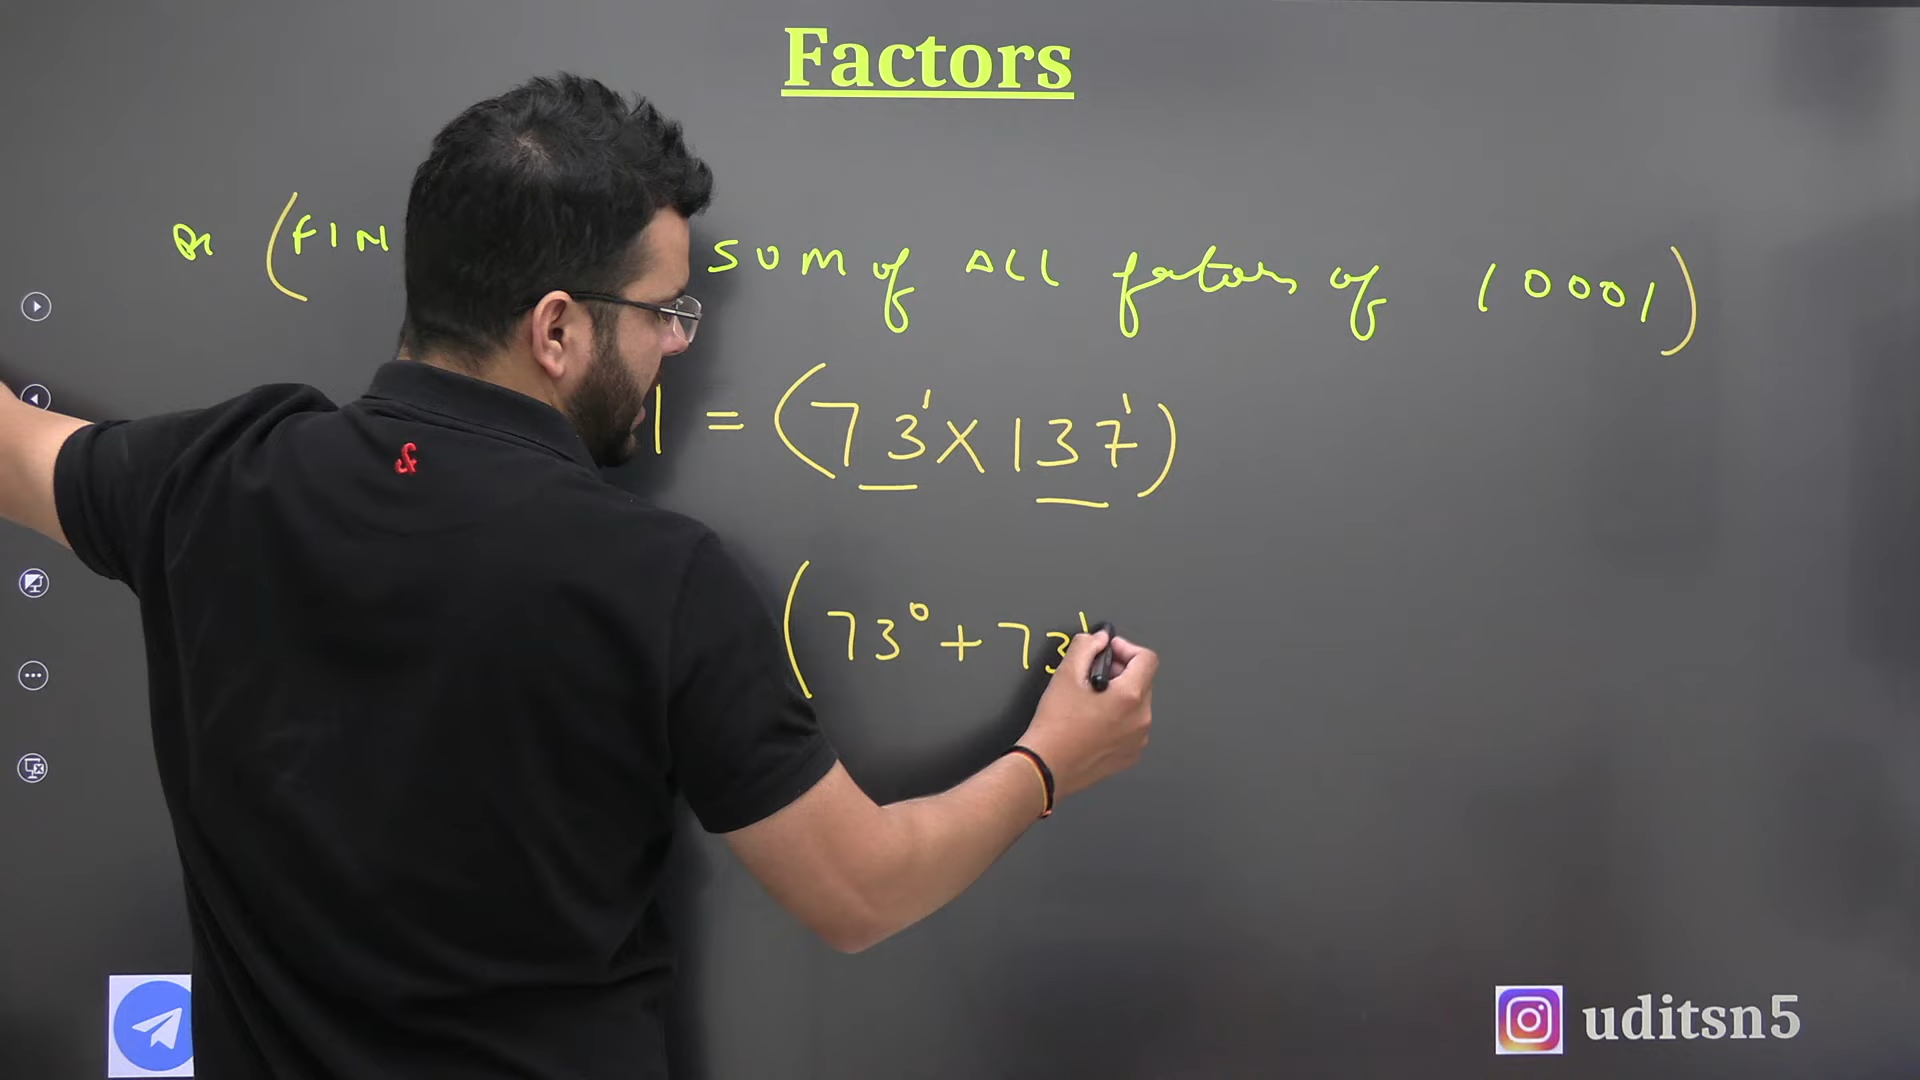 Factors
(FIN SUM of ALL factors of 10001)
1 = (73¹ X 137¹)
(73⁰ + 73¹
uditsn5